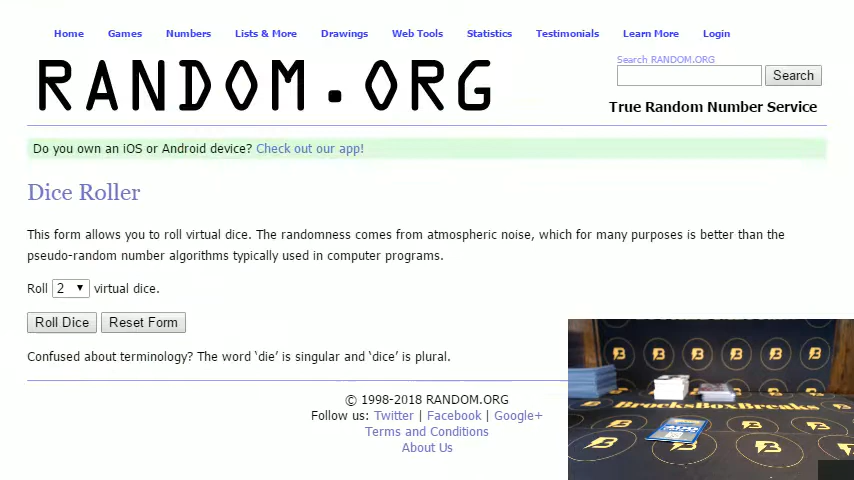 Home Games Numbers Lists & More Drawings Web Tools Statistics Testimonials Learn More Login
RANDOM.ORG
Search RANDOM.ORG
Search
True Random Number Service
Do you own an iOS or Android device? Check out our app!
Dice Roller
This form allows you to roll virtual dice. The randomness comes from atmospheric noise, which for many purposes is better than the
pseudo-random number algorithms typically used in computer programs.
Roll 2 virtual dice.
Roll Dice Reset Form
Confused about terminology? The word ‘die’ is singular and ‘dice’ is plural.
© 1998-2018 RANDOM.ORG
Follow us: Twitter | Facebook | Google+
Terms and Conditions
About Us
BrocksBoxBreaks